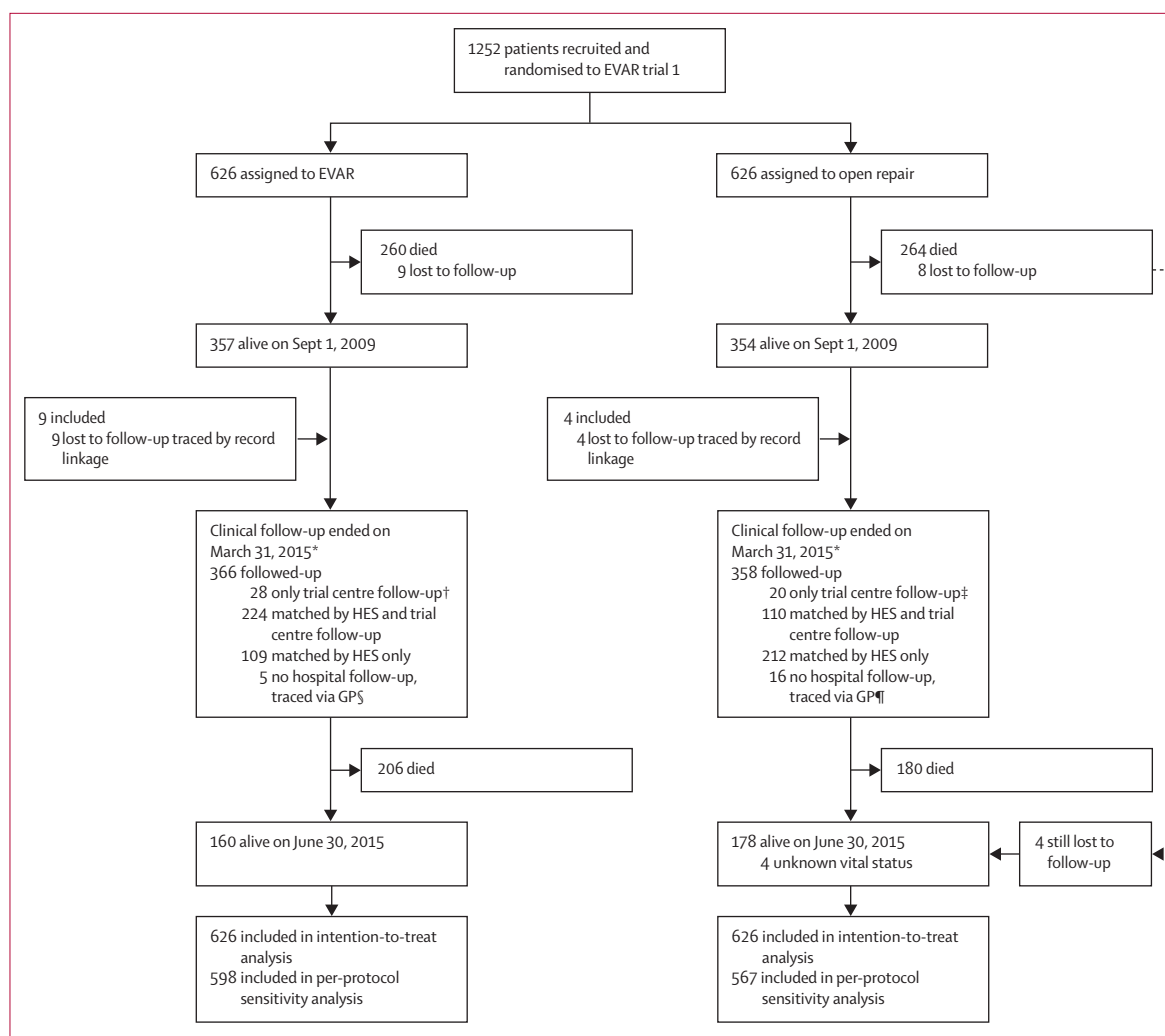 1252 patients recruited and
randomised to EVAR trial 1
626 assigned to EVAR
626 assigned to open repair
260 died
9 lost to follow-up
264 died
8 lost to follow-up
357 alive on Sept 1, 2009
354 alive on Sept 1, 2009
9 included
9 lost to follow-up traced by record
linkage
4 included
4 lost to follow-up traced by record
linkage
Clinical follow-up ended on
March 31, 2015*
366 followed-up
28 only trial centre follow-up†
224 matched by HES and trial
centre follow-up
109 matched by HES only
5 no hospital follow-up,
traced via GP§
Clinical follow-up ended on
March 31, 2015*
358 followed-up
20 only trial centre follow-up‡
110 matched by HES and trial
centre follow-up
212 matched by HES only
16 no hospital follow-up,
traced via GP¶
206 died
180 died
160 alive on June 30, 2015
178 alive on June 30, 2015
4 unknown vital status
4 still lost to
follow-up
626 included in intention-to-treat
analysis
598 included in per-protocol
sensitivity analysis
626 included in intention-to-treat
analysis
567 included in per-protocol
sensitivity analysis